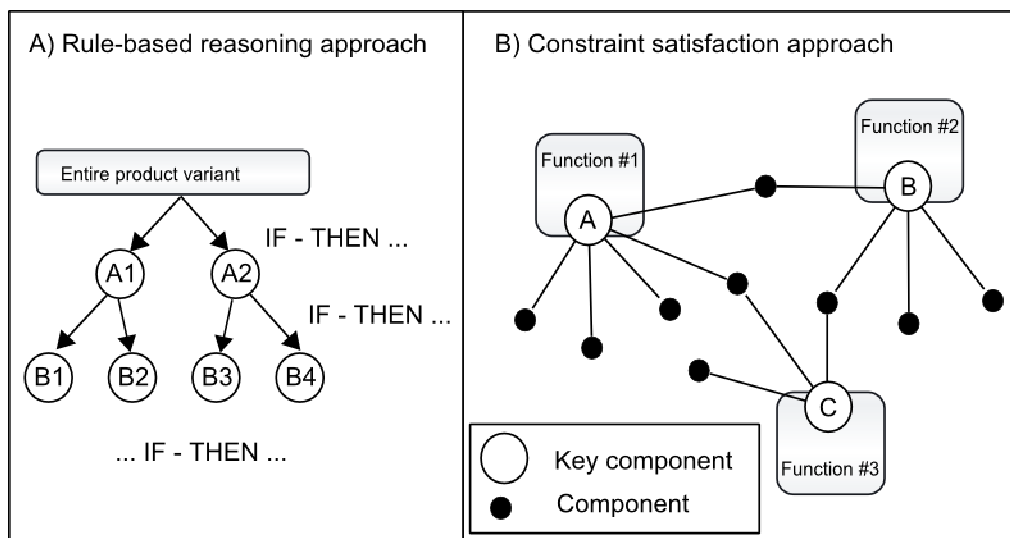 A) Rule-based reasoning approach
Entire product variant
IF - THEN ...
A1
A2
IF - THEN ...
B1
B2
B3
B4
... IF - THEN ...
B) Constraint satisfaction approach
Function #1
Function #2
A
B
C
Function #3
Key component
Component